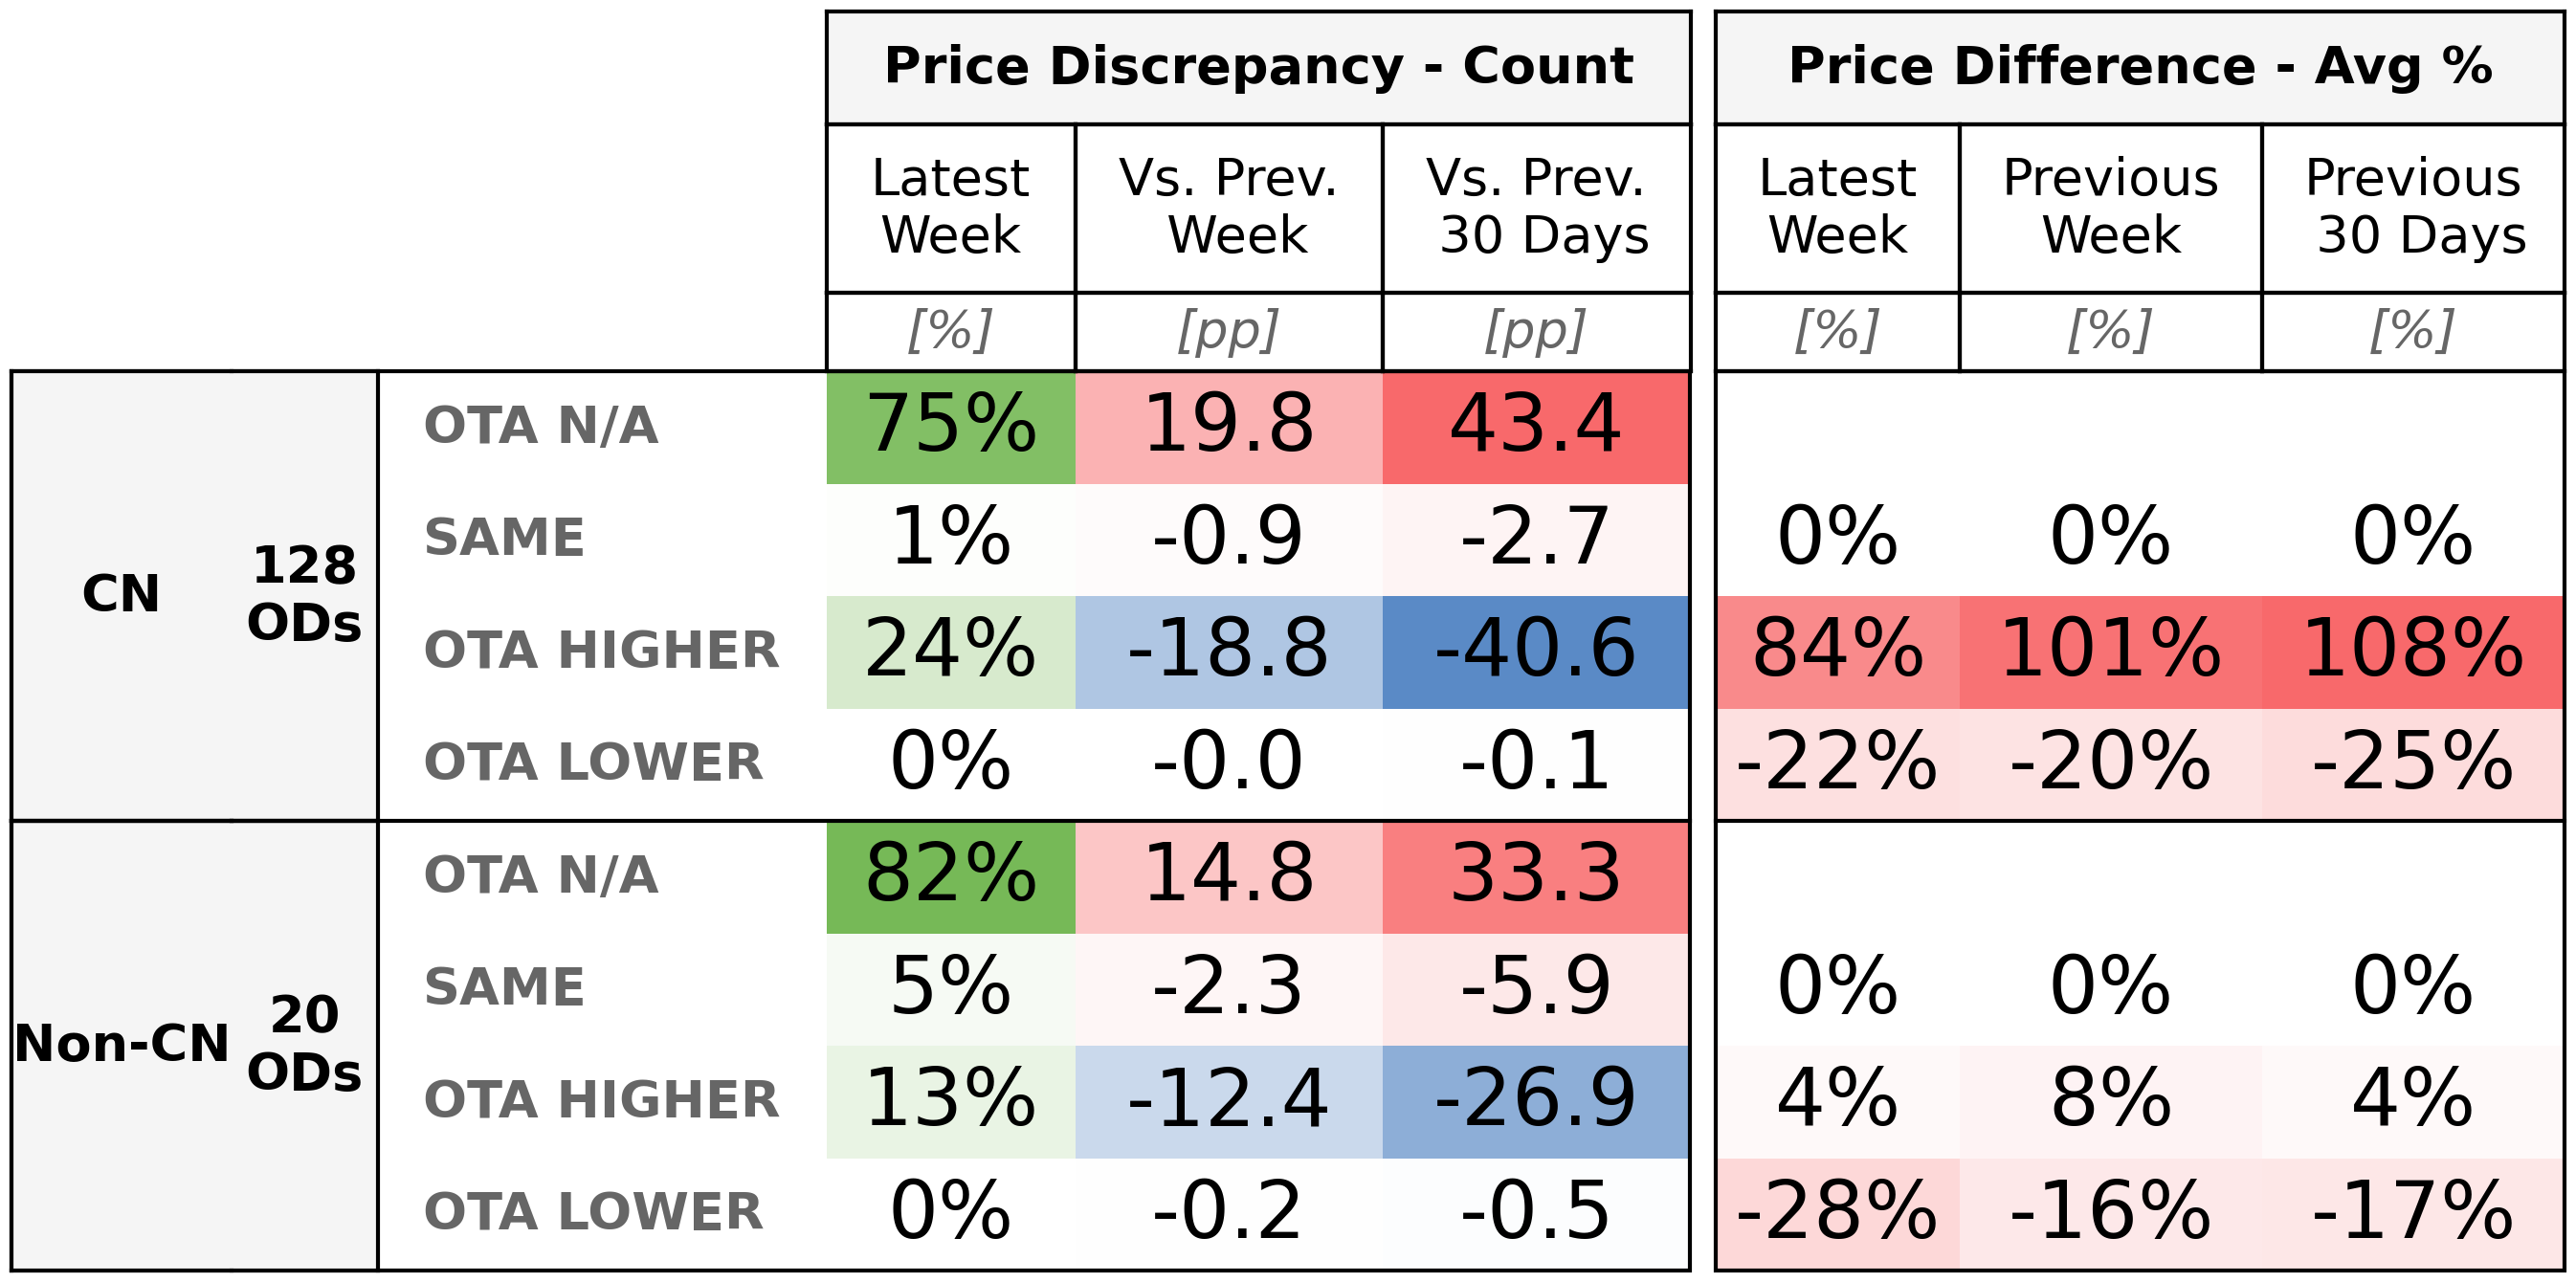 Price Discrepancy - Count Price Difference - Avg %
Latest Week Vs. Prev. Week Vs. Prev. 30 Days Latest Week Previous Week Previous 30 Days
[%] [pp] [pp] [%] [%] [%]
CN 128 ODs
OTA N/A 75% 19.8 43.4
SAME 1% -0.9 -2.7 0% 0% 0%
OTA HIGHER 24% -18.8 -40.6 84% 101% 108%
OTA LOWER 0% -0.0 -0.1 -22% -20% -25%
Non-CN 20 ODs
OTA N/A 82% 14.8 33.3
SAME 5% -2.3 -5.9 0% 0% 0%
OTA HIGHER 13% -12.4 -26.9 4% 8% 4%
OTA LOWER 0% -0.2 -0.5 -28% -16% -17%